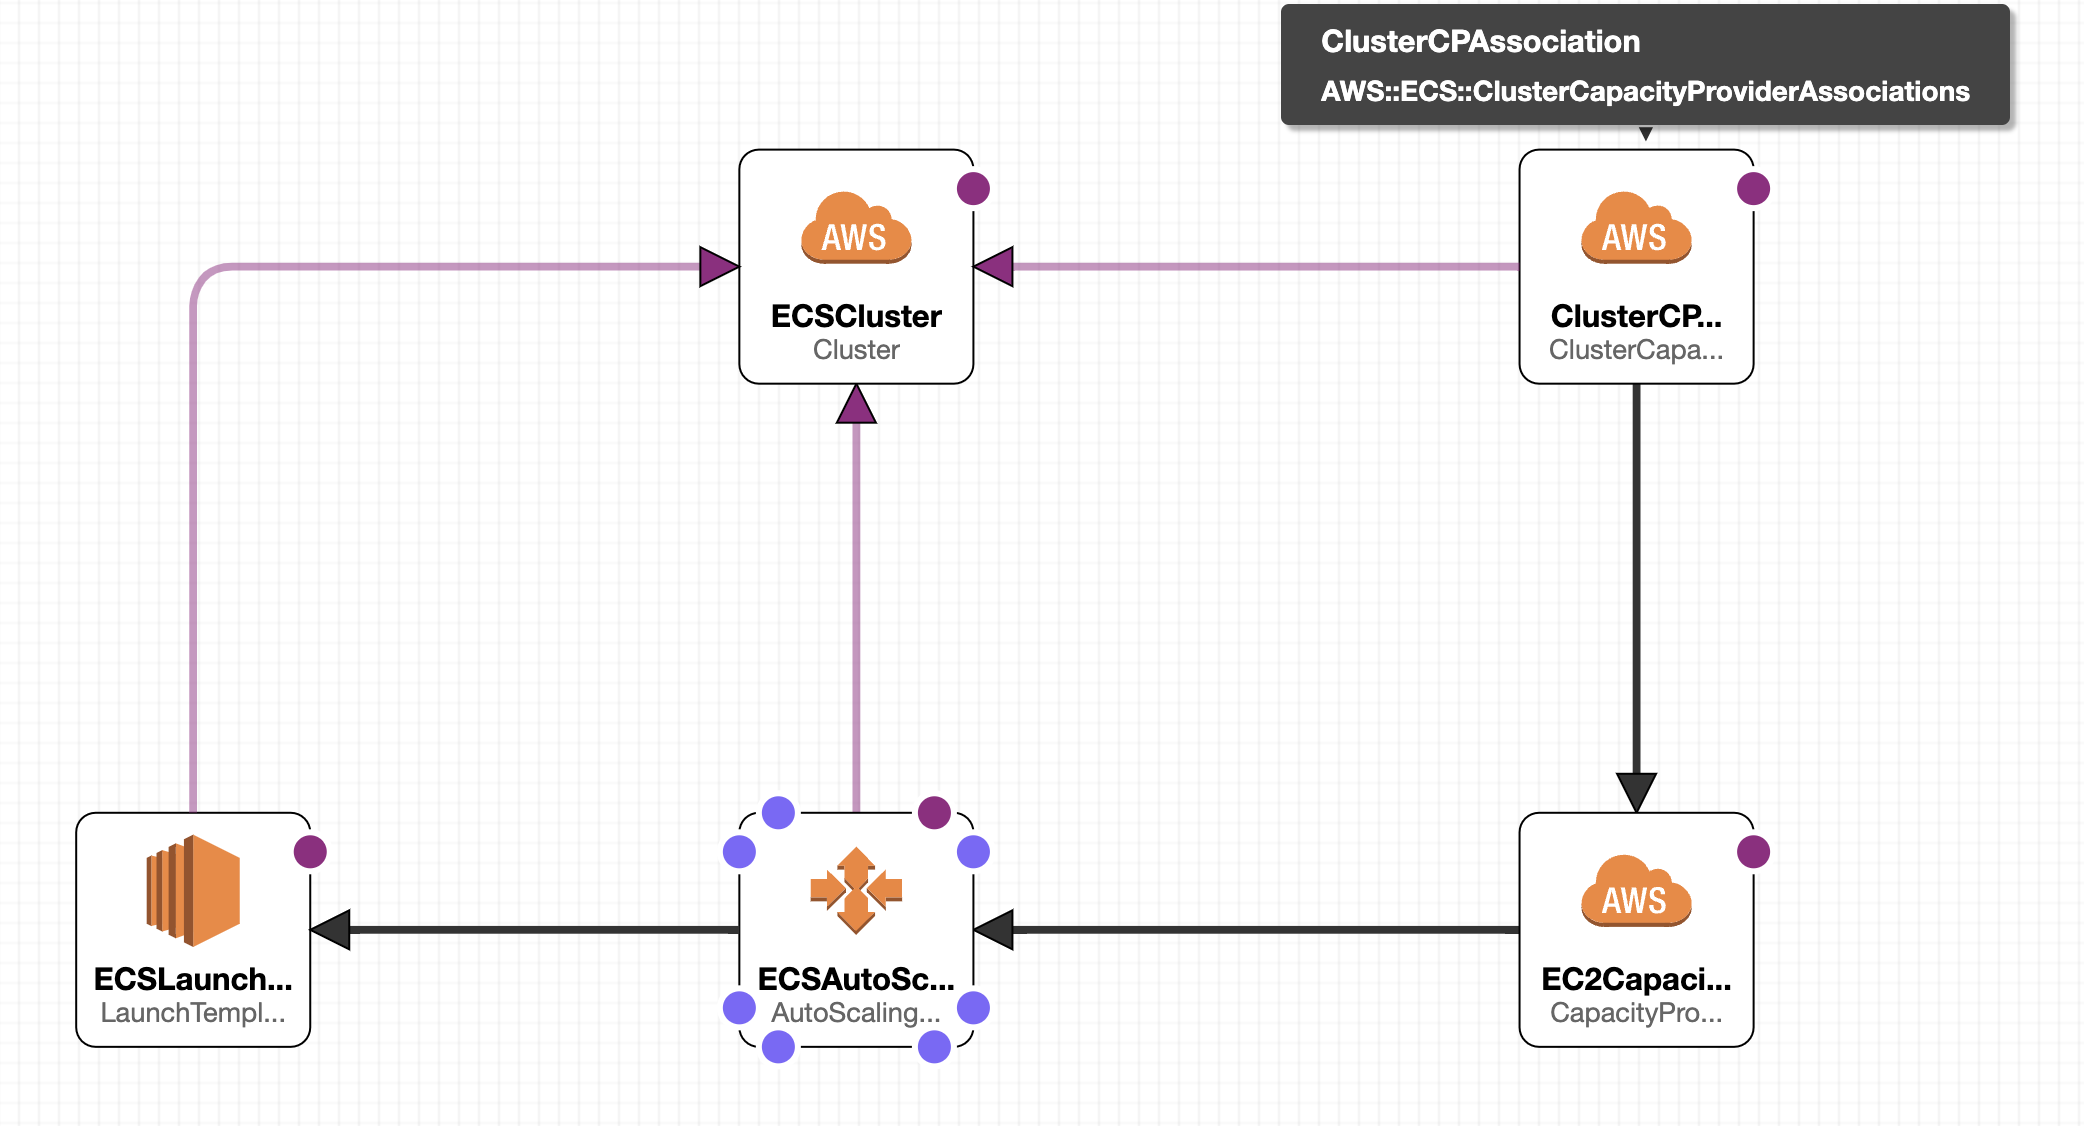 ClusterCPAssociation
AWS::ECS::ClusterCapacityProviderAssociations
AWS
ECSCluster
Cluster
AWS
ClusterCP...
ClusterCapa...
ECSLaunch...
LaunchTempl...
ECSAutoSc...
AutoScaling...
AWS
EC2Capaci...
CapacityPro...